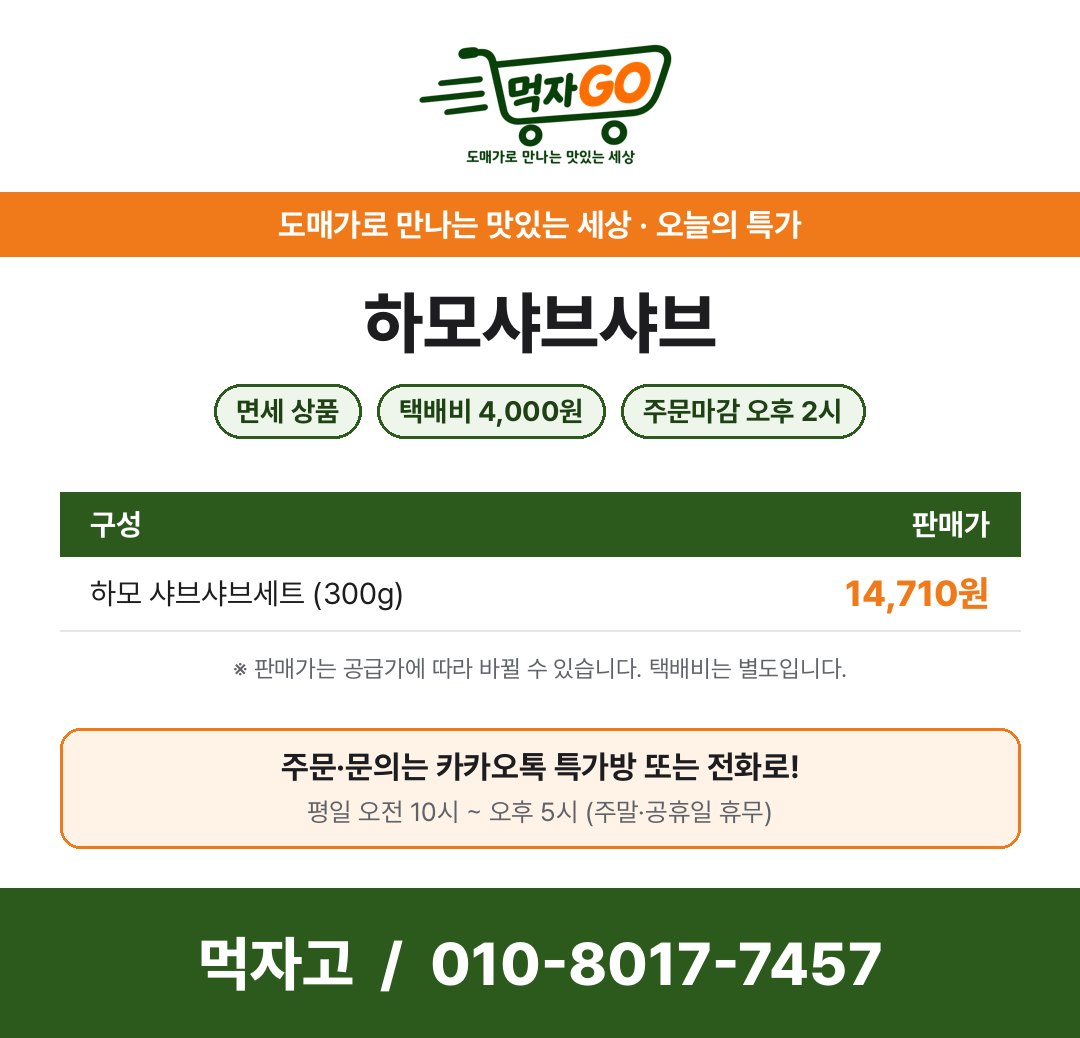 먹자GO
도매가로 만나는 맛있는 세상
도매가로 만나는 맛있는 세상 · 오늘의 특가
하모샤브샤브
면세 상품 택배비 4,000원 주문마감 오후 2시
구성 판매가
하모 샤브샤브세트 (300g) 14,710원
※ 판매가는 공급가에 따라 바뀔 수 있습니다. 택배비는 별도입니다.
주문·문의는 카카오톡 특가방 또는 전화로!
평일 오전 10시 ~ 오후 5시 (주말·공휴일 휴무)
먹자고 / 010-8017-7457